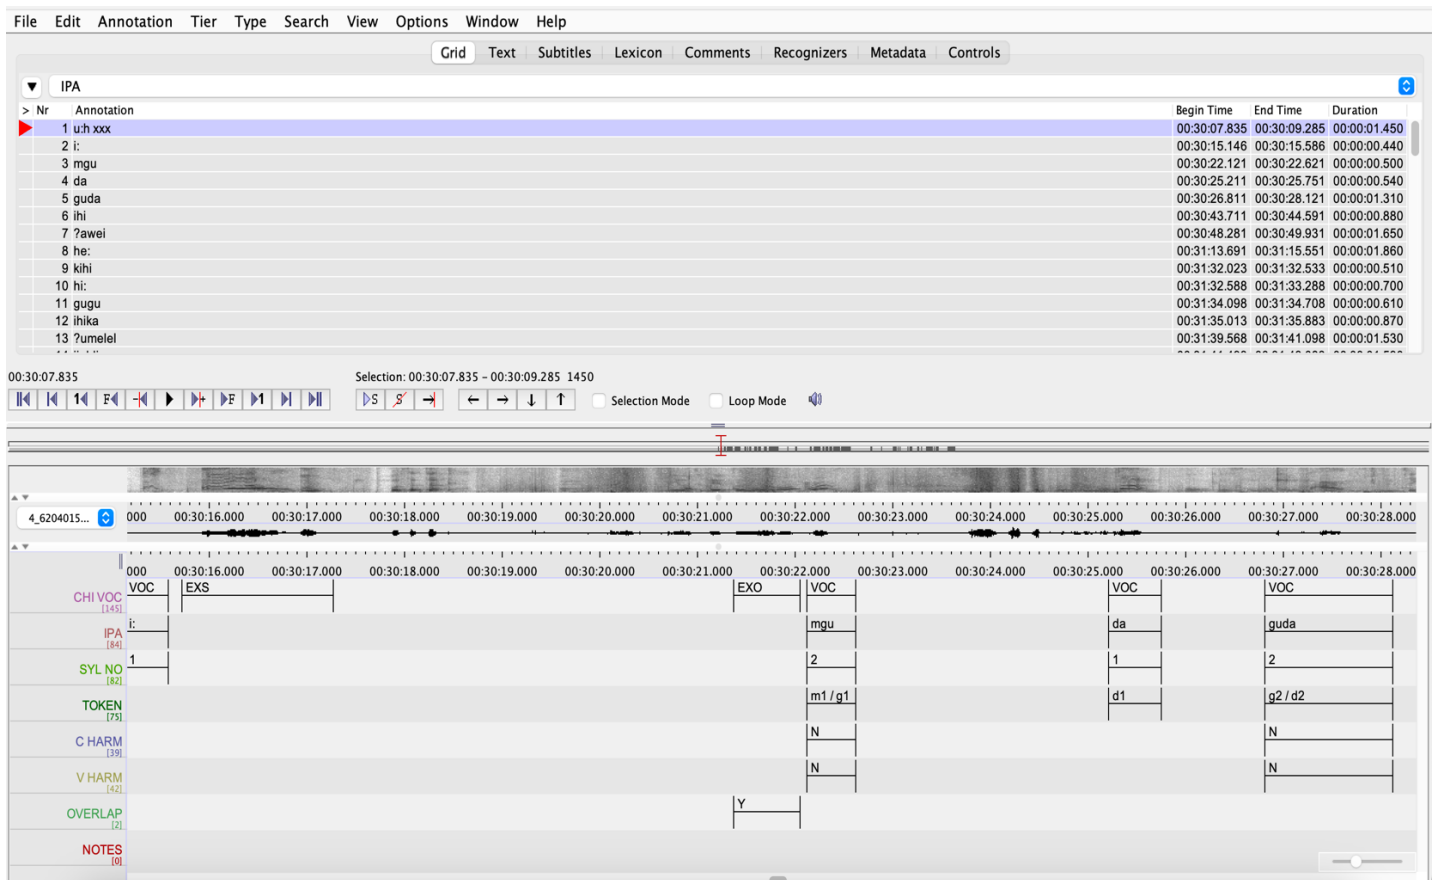 File Edit Annotation Tier Type Search View Options Window Help
Grid Text Subtitles Lexicon Comments Recognizers Metadata Controls
IPA
> Nr Annotation Begin Time End Time Duration
1 u:h xxx 00:30:07.835 00:30:09.285 00:00:01.450
2 i: 00:30:15.146 00:30:15.586 00:00:00.440
3 mgu 00:30:22.121 00:30:22.621 00:00:00.500
4 da 00:30:25.211 00:30:25.751 00:00:00.540
5 guda 00:30:26.811 00:30:28.121 00:00:01.310
6 ihi 00:30:43.711 00:30:44.591 00:00:00.880
7 ?awei 00:30:48.281 00:30:49.931 00:00:01.650
8 he: 00:31:13.691 00:31:15.551 00:00:01.860
9 kihi 00:31:32.023 00:31:32.533 00:00:00.510
10 hi: 00:31:32.588 00:31:33.288 00:00:00.700
11 gugu 00:31:34.098 00:31:34.708 00:00:00.610
12 ihika 00:31:35.013 00:31:35.883 00:00:00.870
13 ?umelel 00:31:39.568 00:31:41.098 00:00:01.530
00:30:07.835 Selection: 00:30:07.835 - 00:30:09.285 1450
1 F F 1 S S Selection Mode Loop Mode
4_6204015... 000 00:30:16.000 00:30:17.000 00:30:18.000 00:30:19.000 00:30:20.000 00:30:21.000 00:30:22.000 00:30:23.000 00:30:24.000 00:30:25.000 00:30:26.000 00:30:27.000 00:30:28.000
000 00:30:16.000 00:30:17.000 00:30:18.000 00:30:19.000 00:30:20.000 00:30:21.000 00:30:22.000 00:30:23.000 00:30:24.000 00:30:25.000 00:30:26.000 00:30:27.000 00:30:28.000
CHI VOC VOC EXS EXO VOC VOC VOC
[145]
IPA i: mgu da guda
[84]
SYL NO 1 2 1 2
[82]
TOKEN m1 / g1 d1 g2 / d2
[75]
C HARM N N
[39]
V HARM N N
[42]
OVERLAP Y
[2]
NOTES
[0]